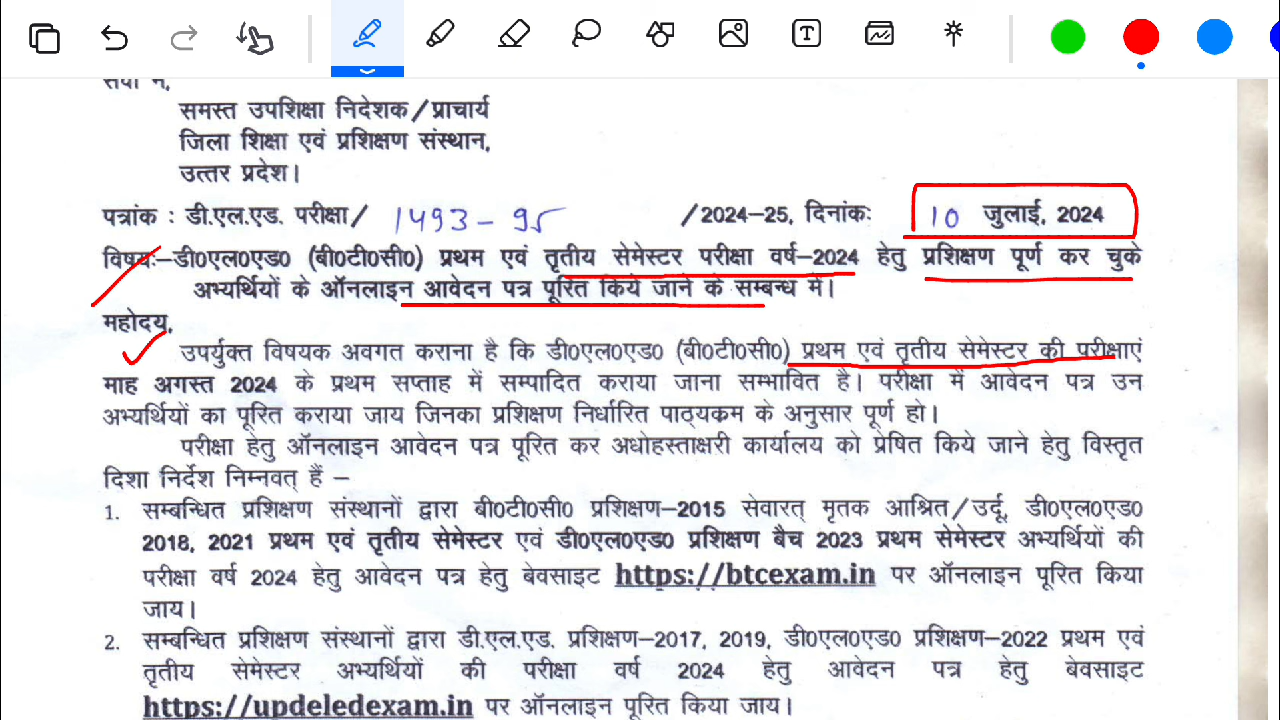 सेवा में,
समस्त उपशिक्षा निदेशक/प्राचार्य
जिला शिक्षा एवं प्रशिक्षण संस्थान,
उत्तर प्रदेश।
पत्रांक : डी.एल.एड. परीक्षा/ 1493-95 /2024-25, दिनांकः 10 जुलाई, 2024
विषयः-डी0एल0एड0 (बी0टी0सी0) प्रथम एवं तृतीय सेमेस्टर परीक्षा वर्ष-2024 हेतु प्रशिक्षण पूर्ण कर चुके
अभ्यर्थियों के ऑनलाइन आवेदन पत्र पूरित किये जाने के सम्बन्ध में।
महोदय,
उपर्युक्त विषयक अवगत कराना है कि डी0एल0एड0 (बी0टी0सी0) प्रथम एवं तृतीय सेमेस्टर की परीक्षाएं
माह अगस्त 2024 के प्रथम सप्ताह में सम्पादित कराया जाना सम्भावित है। परीक्षा में आवेदन पत्र उन
अभ्यर्थियों का पूरित कराया जाय जिनका प्रशिक्षण निर्धारित पाठ्यक्रम के अनुसार पूर्ण हो।
परीक्षा हेतु ऑनलाइन आवेदन पत्र पूरित कर अधोहस्ताक्षरी कार्यालय को प्रेषित किये जाने हेतु विस्तृत
दिशा निर्देश निम्नवत् हैं –
1. सम्बन्धित प्रशिक्षण संस्थानों द्वारा बी0टी0सी0 प्रशिक्षण-2015 सेवारत् मृतक आश्रित/उर्दू, डी0एल0एड0
2018, 2021 प्रथम एवं तृतीय सेमेस्टर एवं डी0एल0एड0 प्रशिक्षण बैच 2023 प्रथम सेमेस्टर अभ्यर्थियों की
परीक्षा वर्ष 2024 हेतु आवेदन पत्र हेतु बेवसाइट https://btcexam.in पर ऑनलाइन पूरित किया
जाय।
2. सम्बन्धित प्रशिक्षण संस्थानों द्वारा डी.एल.एड. प्रशिक्षण-2017, 2019, डी0एल0एड0 प्रशिक्षण-2022 प्रथम एवं
तृतीय सेमेस्टर अभ्यर्थियों की परीक्षा वर्ष 2024 हेतु आवेदन पत्र हेतु बेवसाइट
https://updeledexam.in पर ऑनलाइन पूरित किया जाय।